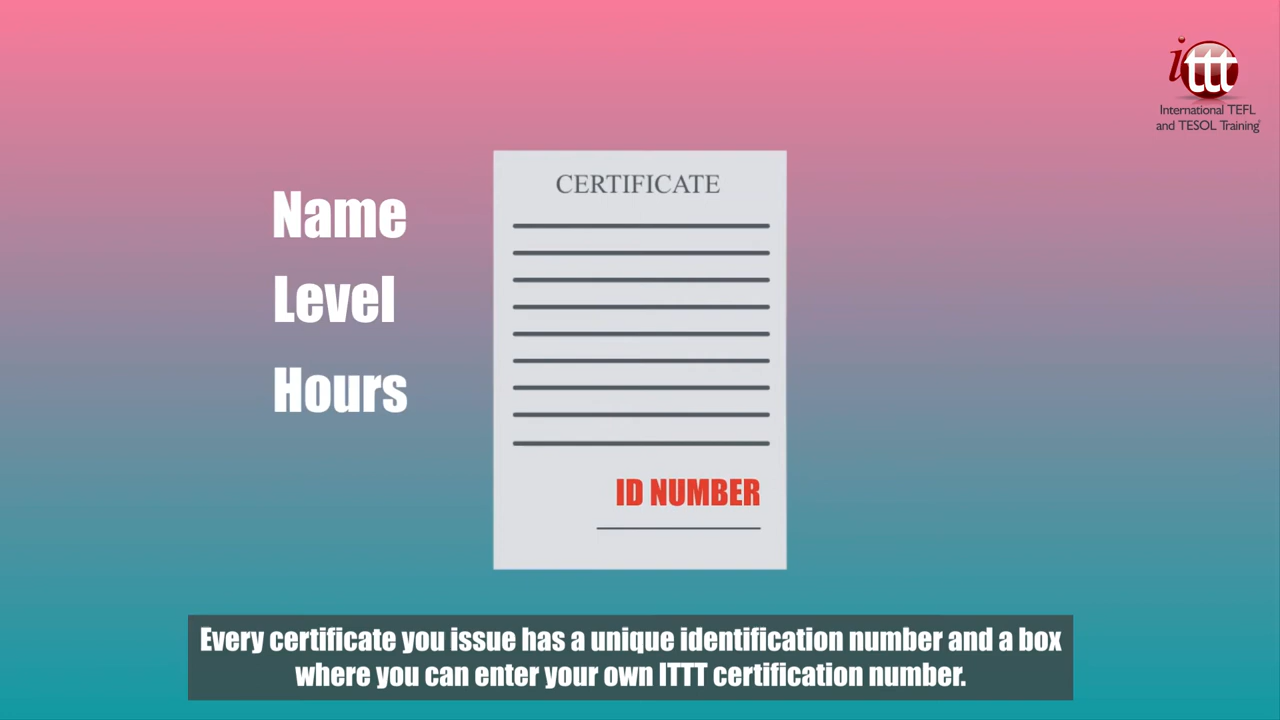 ittt
International TEFL
and TESOL Training
CERTIFICATE
Name
Level
Hours
ID NUMBER
Every certificate you issue has a unique identification number and a box
where you can enter your own ITTT certification number.